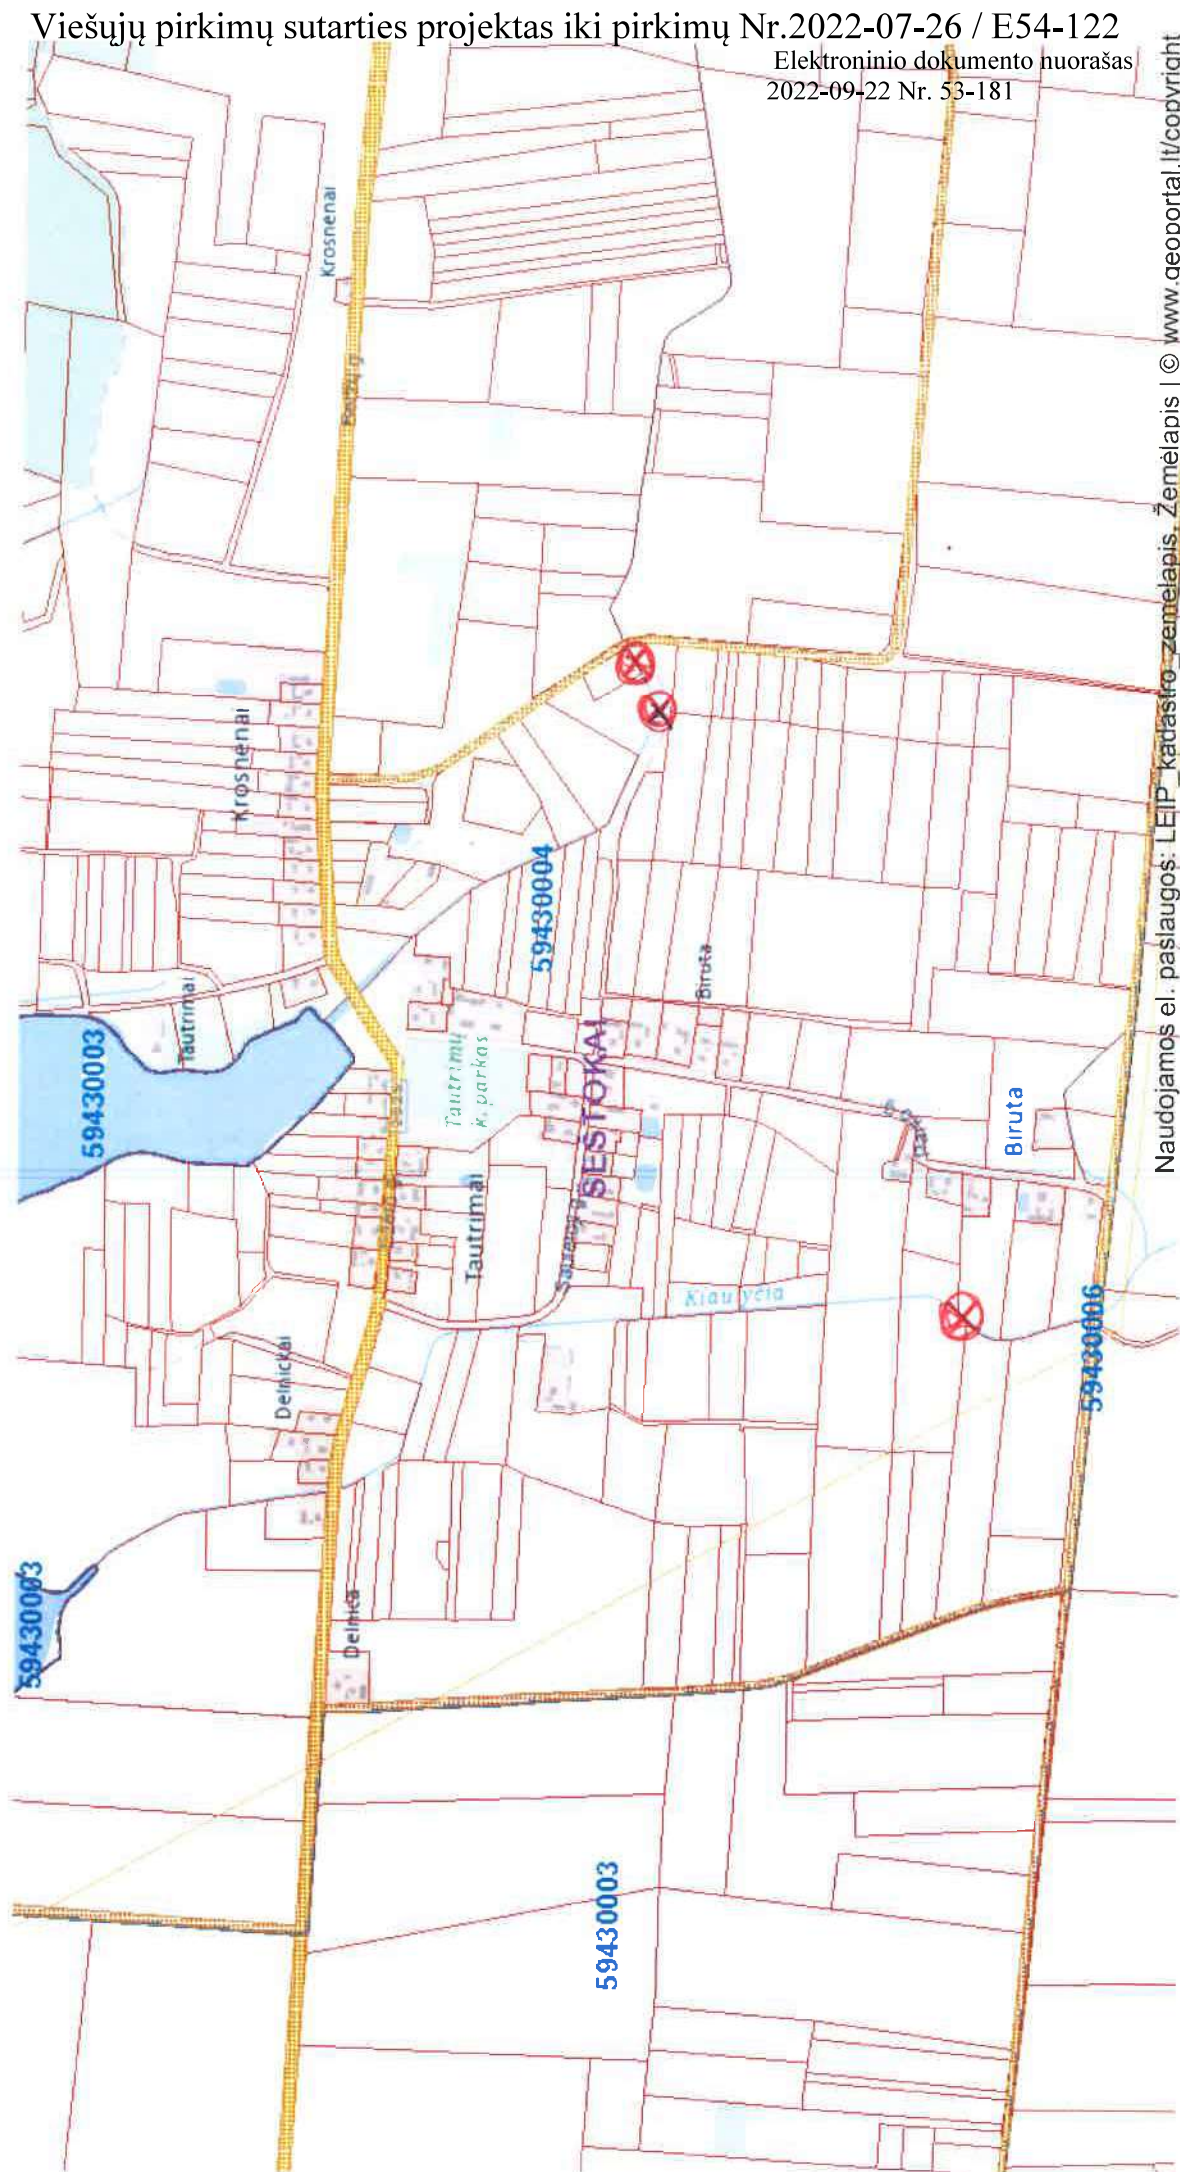 Viešųjų pirkimų sutarties projektas iki pirkimų Nr.2022-07-26 / E54-122
Elektroninio dokumento nuorašas
2022-09-22 Nr. 53-181
Krosnenai
Krosnenai
Tautrimai
59430003
59430004
Biruta
Tautrimų
k. parkas
ŠEŠTOKAI
Biruta
Tautrimai
Kiaulyčia
Delnickai
59430006
59430003
Delnica
59430003
Naudojamos el. paslaugos: LEIP_kadastro_zemelapis, Žemėlapis | © www.geoportal.lt/copyright